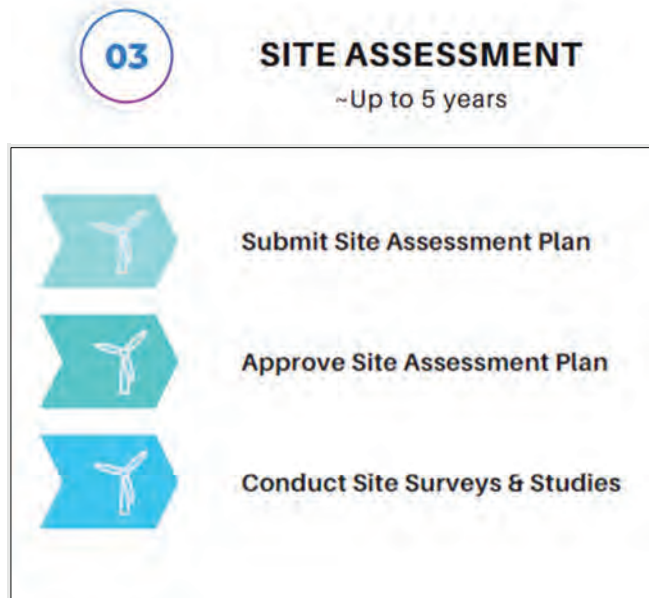 03
SITE ASSESSMENT
~Up to 5 years
Submit Site Assessment Plan
Approve Site Assessment Plan
Conduct Site Surveys & Studies